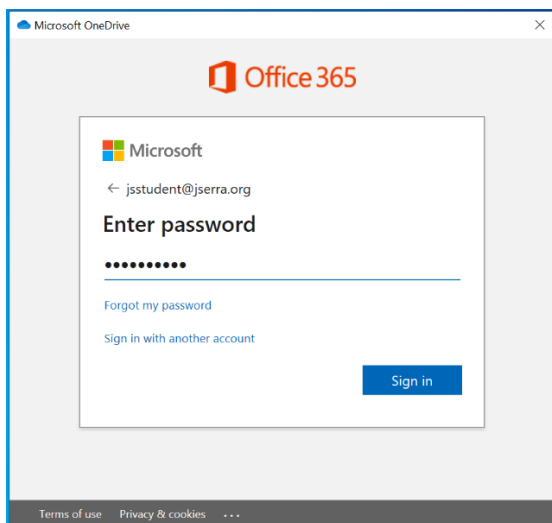 Microsoft OneDrive
Office 365
Microsoft
← jsstudent@jserra.org
Enter password
••••••••••
Forgot my password
Sign in with another account
Sign in
Terms of use Privacy & cookies ...